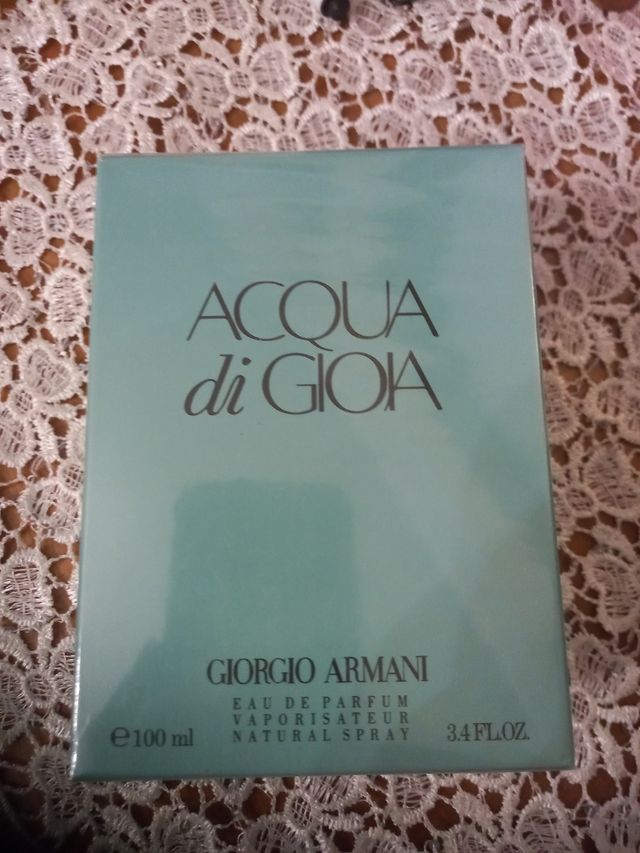 ACQUA
di GIOIA
GIORGIO ARMANI
EAU DE PARFUM
VAPORISATEUR
NATURAL SPRAY
℮100 ml
3.4 FL.OZ.